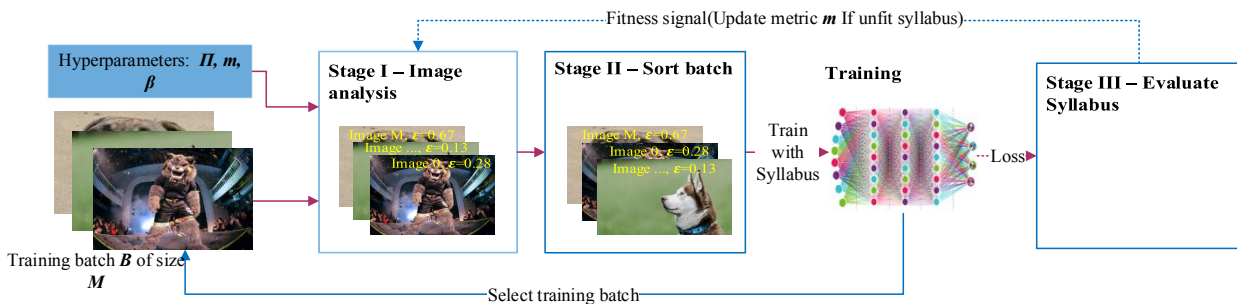 Fitness signal(Update metric m If unfit syllabus)
Hyperparameters: Π, m,
β
Stage I – Image
analysis
Image M, ε=0.67
Image ..., ε=0.13
Image 0, ε=0.28
Stage II – Sort batch
Image M, ε=0.67
Image 0, ε=0.28
Image ..., ε=0.13
Training
Train
with
Syllabus
Loss
Stage III – Evaluate
Syllabus
Training batch B of size
M
Select training batch